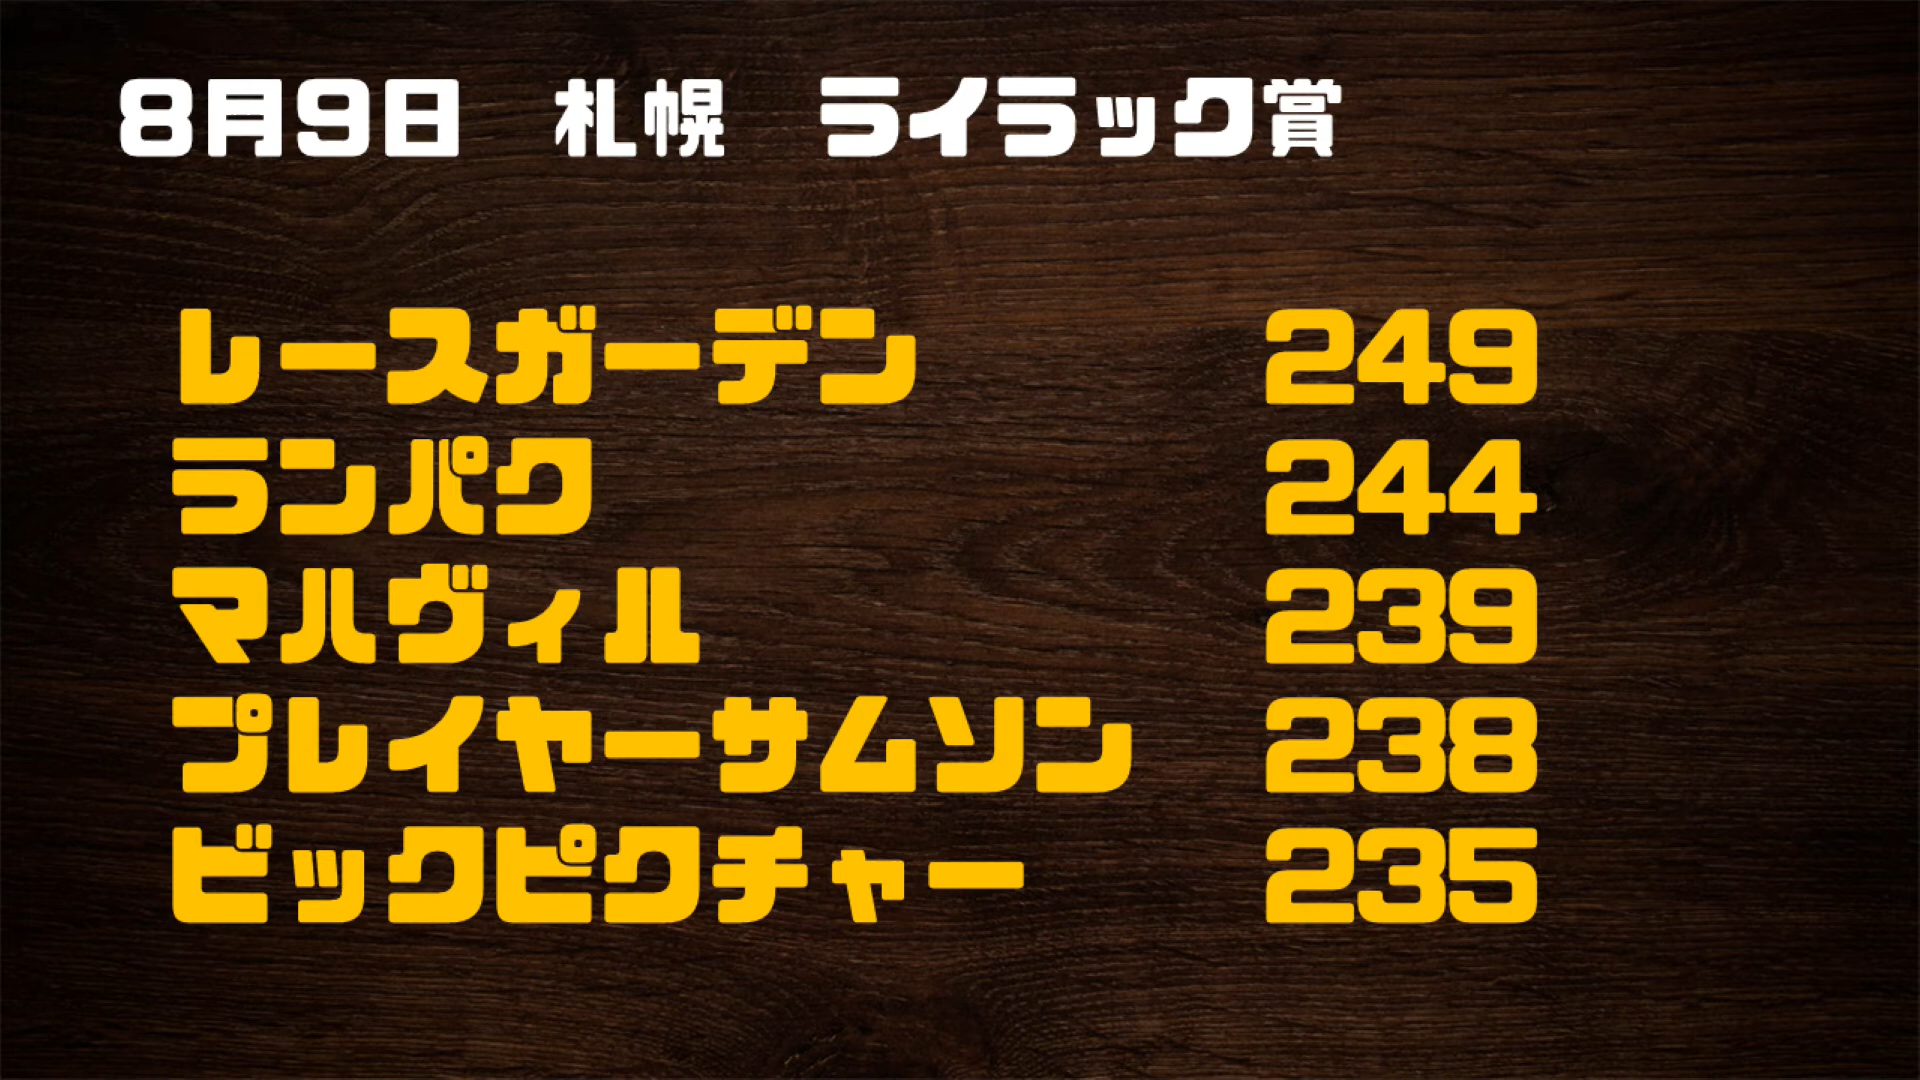 8月9日　札幌　ライラック賞
レースガーデン　249
ランパク　244
マハヴィル　239
プレイヤーサムソン　238
ビックピクチャー　235